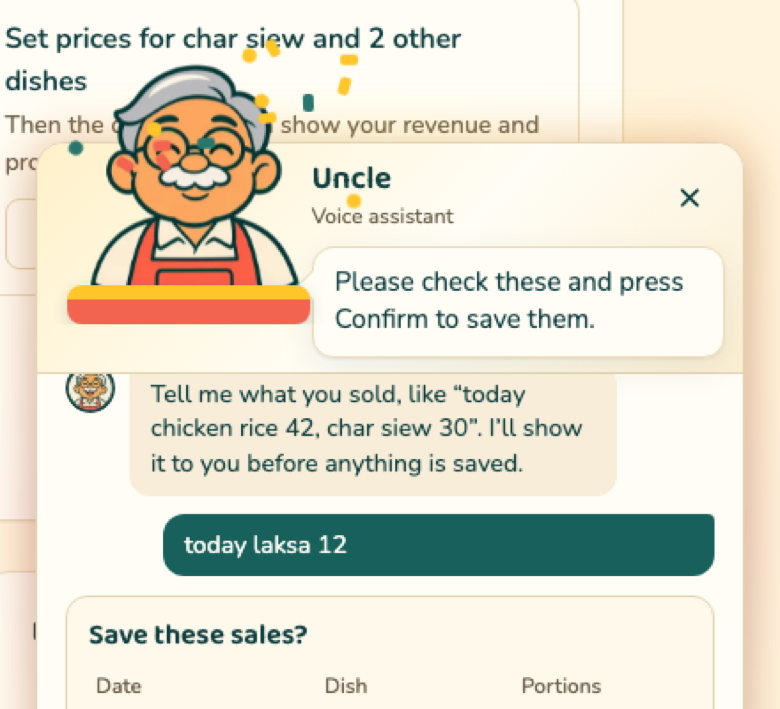 Set prices for char siew and 2 other
dishes
Then the
show your revenue and
Uncle
Voice assistant
Please check these and press
Confirm to save them.
Tell me what you sold, like “today
chicken rice 42, char siew 30”. I’ll show
it to you before anything is saved.
today laksa 12
Save these sales?
Date Dish Portions